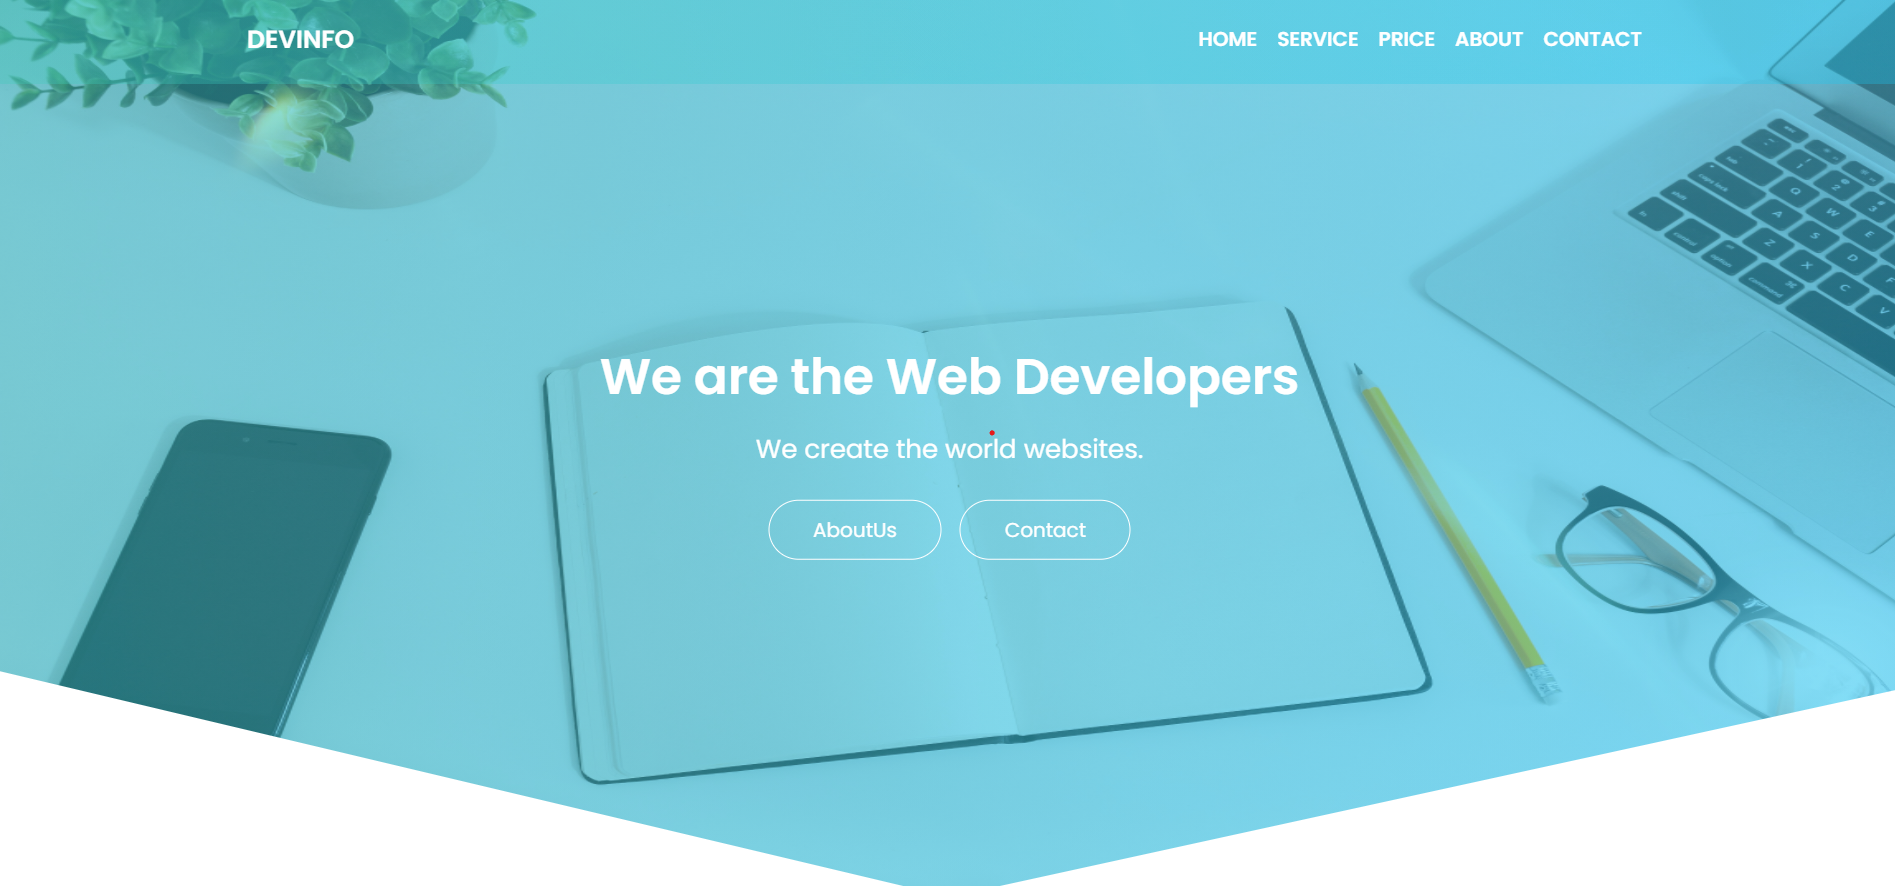 DEVINFO
HOME SERVICE PRICE ABOUT CONTACT
We are the Web Developers
We create the world websites.
AboutUs Contact